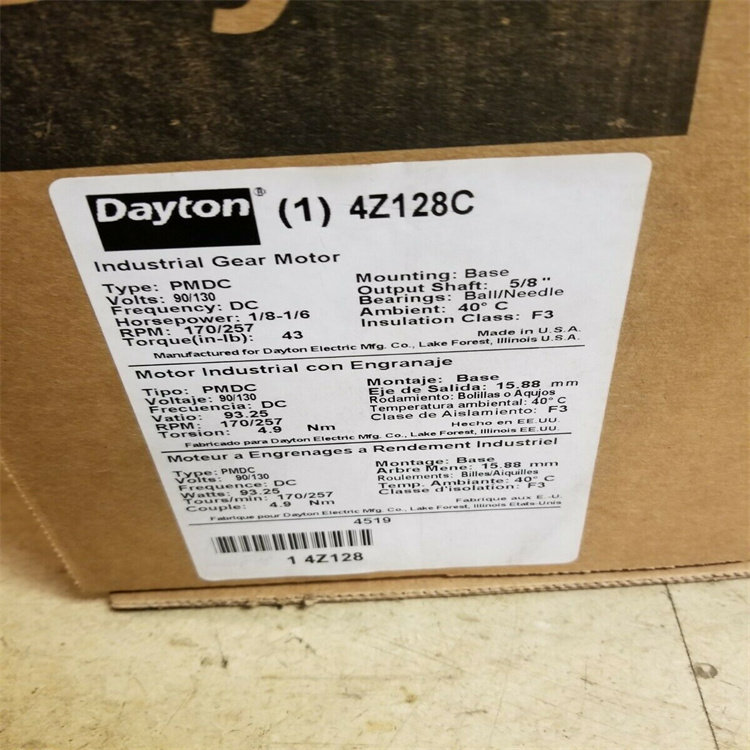 Dayton® (1) 4Z128C
Industrial Gear Motor
Type: PMDC
Volts: 90/130
Frequency: DC
Horsepower: 1/8-1/6
RPM: 170/257
Torque(in-lb): 43
Mounting: Base
Output Shaft: 5/8"
Bearings: Ball/Needle
Ambient: 40° C
Insulation Class: F3
Made in U.S.A.
Manufactured for Dayton Electric Mfg. Co., Lake Forest, Illinois U.S.A.
Motor Industrial con Engranaje
Tipo: PMDC
Voltaje: 90/130
Frecuencia: DC
Vatio: 93.25
RPM: 170/257
Torsion: 4.9 Nm
Montaje: Base
Eje de Salida: 15.88 mm
Rodamiento: Bolillas o Aqujos
Temperatura ambiental: 40° C
Clase de Aislamiento: F3
Hecho en EE.UU.
Fabricado para Dayton Electric Mfg. Co., Lake Forest, Illinois EE.UU.
Moteur a Engrenages a Rendement Industriel
Type: PMDC
Volts: 90/130
Frequence: DC
Watts: 93.25
Tours/min: 170/257
Couple: 4.9 Nm
Montage: Base
Arbre Mene: 15.88 mm
Roulements: Billes/Aiquilles
Temp. Ambiante: 40° C
Classe d'isolation: F3
Fabrique aux E.-U.
Fabrique pour Dayton Electric Mfg. Co., Lake Forest, Illinois Etats-Unis
4519
1 4Z128